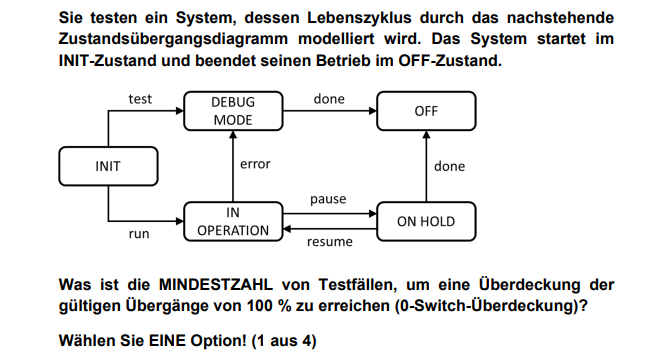 Sie testen ein System, dessen Lebenszyklus durch das nachstehende
Zustandsübergangsdiagramm modelliert wird. Das System startet im
INIT-Zustand und beendet seinen Betrieb im OFF-Zustand.
test
DEBUG
MODE
done
OFF
INIT
error
done
run
IN
OPERATION
pause
resume
ON HOLD
Was ist die MINDESTZAHL von Testfällen, um eine Überdeckung der
gültigen Übergänge von 100 % zu erreichen (0-Switch-Überdeckung)?
Wählen Sie EINE Option! (1 aus 4)